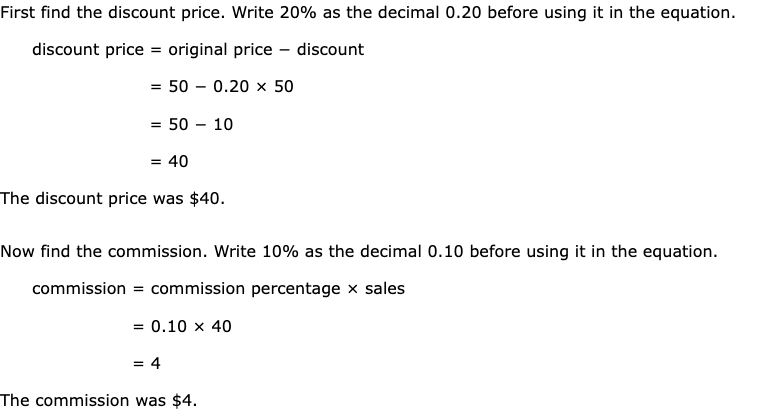 First find the discount price. Write 20% as the decimal 0.20 before using it in the equation.
discount price = original price − discount
= 50 − 0.20 × 50
= 50 − 10
= 40
The discount price was $40.
Now find the commission. Write 10% as the decimal 0.10 before using it in the equation.
commission = commission percentage × sales
= 0.10 × 40
= 4
The commission was $4.